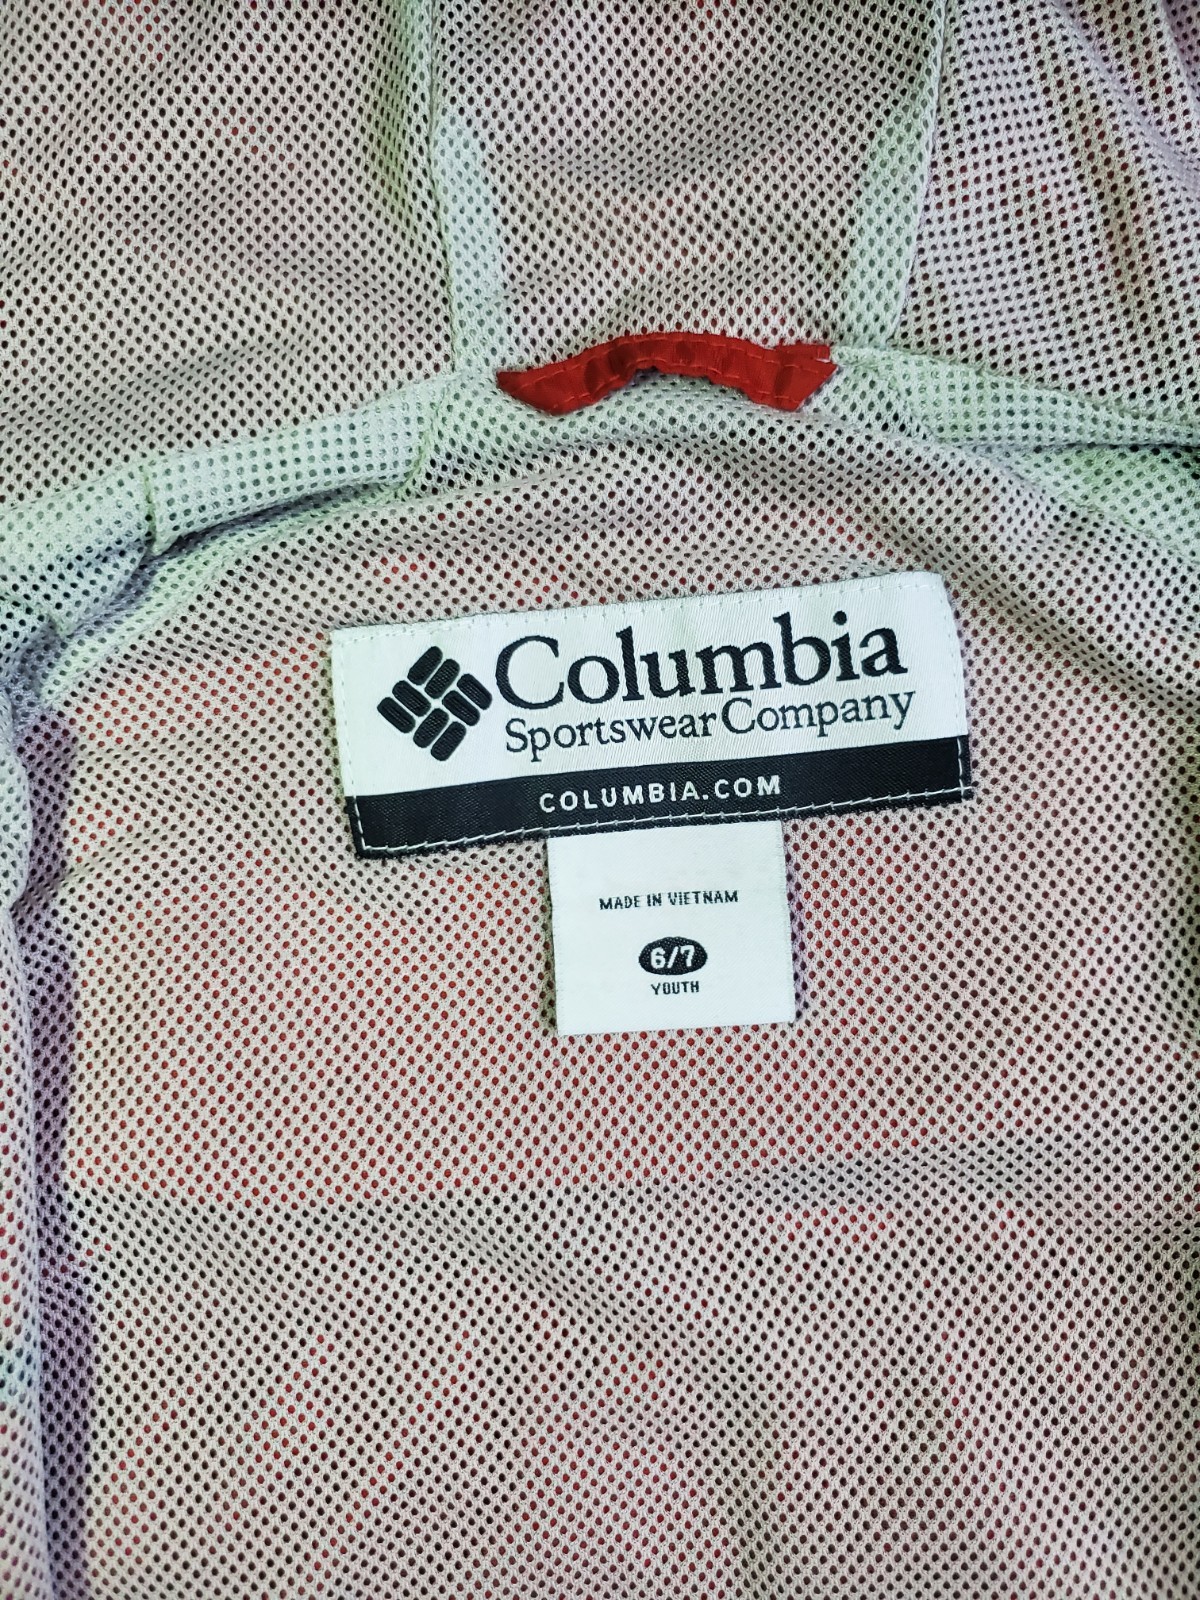 Columbia
Sportswear Company
COLUMBIA.COM
MADE IN VIETNAM
6/7
YOUTH